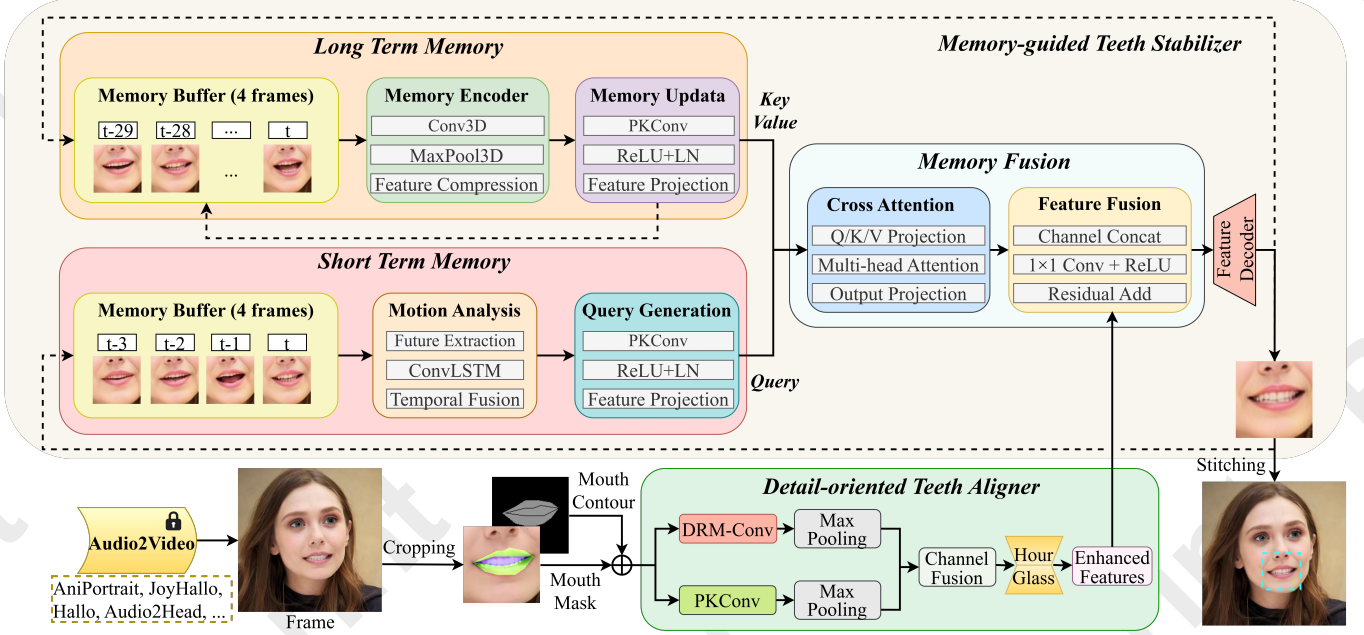 Memory-guided Teeth Stabilizer
Long Term Memory
Memory Buffer (4 frames)
t-29
t-28
...
t
...
Memory Encoder
Conv3D
MaxPool3D
Feature Compression
Memory Updata
PKConv
ReLU+LN
Feature Projection
Key
Value
Short Term Memory
Memory Buffer (4 frames)
t-3
t-2
t-1
t
Motion Analysis
Future Extraction
ConvLSTM
Temporal Fusion
Query Generation
PKConv
ReLU+LN
Feature Projection
Query
Memory Fusion
Cross Attention
Q/K/V Projection
Multi-head Attention
Output Projection
Feature Fusion
Channel Concat
1×1 Conv + ReLU
Residual Add
Feature
Decoder
Stitching
Audio2Video
AniPortrait, JoyHallo,
Hallo, Audio2Head, ...
Frame
Cropping
Mouth
Contour
Mouth
Mask
Detail-oriented Teeth Aligner
DRM-Conv
Max
Pooling
PKConv
Max
Pooling
Channel
Fusion
Hour
Glass
Enhanced
Features